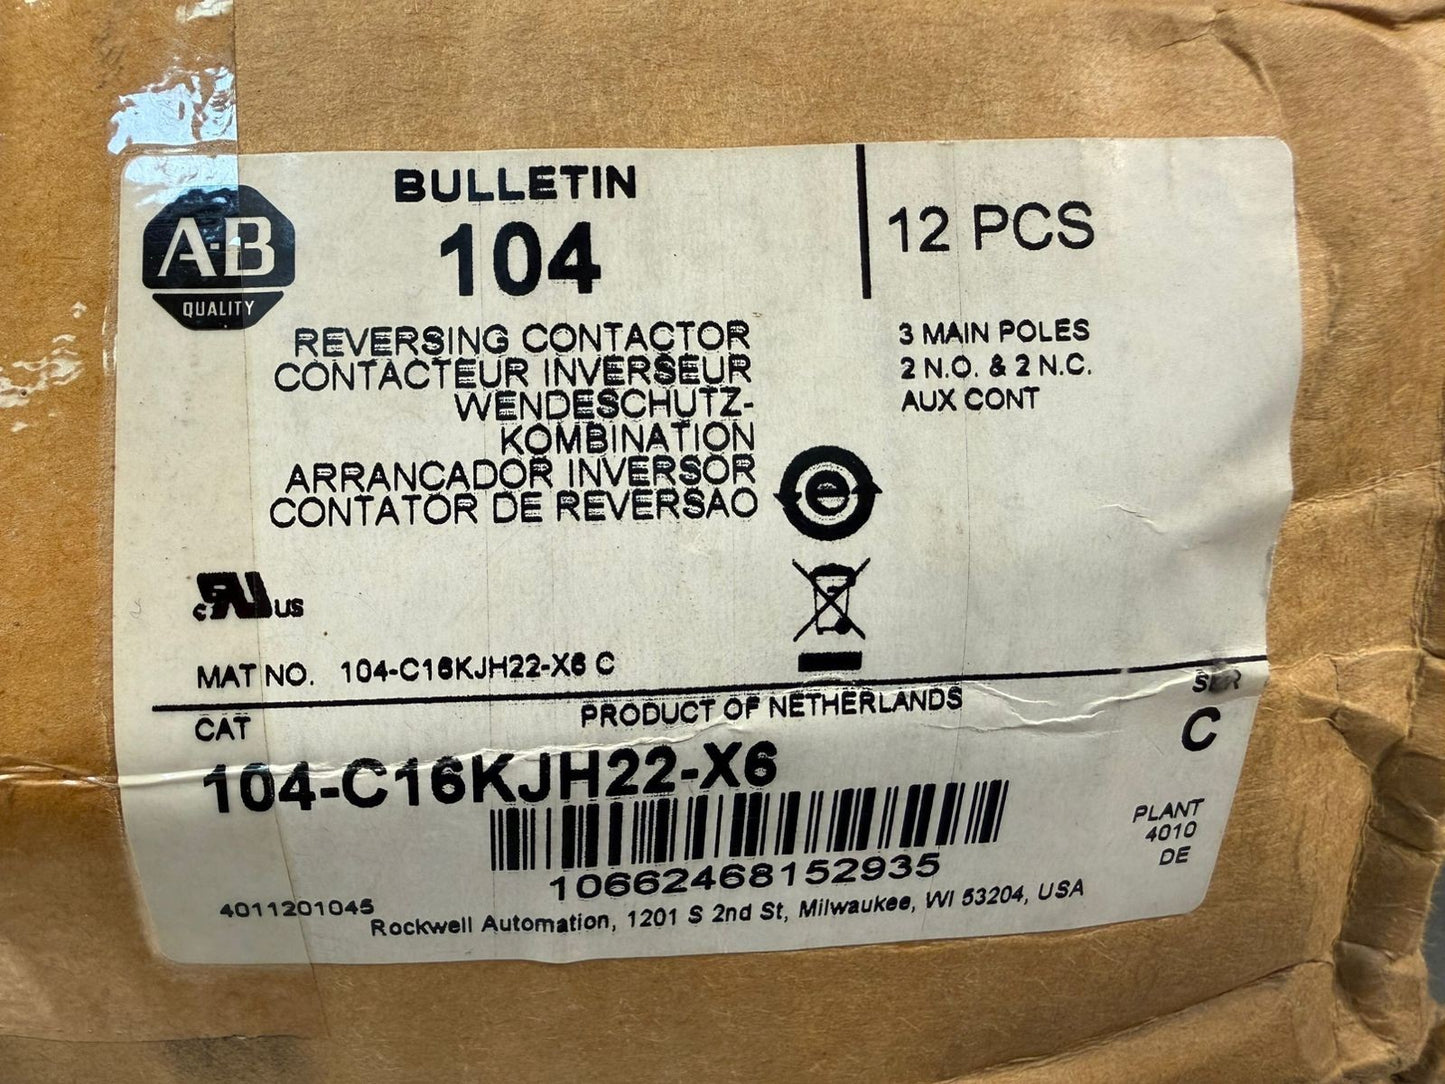 BULLETIN
104
12 PCS
A-B
QUALITY
REVERSING CONTACTOR
CONTACTEUR INVERSEUR
WENDESCHUTZ-
KOMBINATION
ARRANCADOR INVERSOR
CONTATOR DE REVERSAO
3 MAIN POLES
2 N.O. & 2 N.C.
AUX CONT
e
c UL US
MAT NO. 104-C16KJH22-X6 C
PRODUCT OF NETHERLANDS
SER
C
CAT
104-C16KJH22-X6
10662468152935
PLANT
4010
DE
4011201045
Rockwell Automation, 1201 S 2nd St, Milwaukee, WI 53204, USA